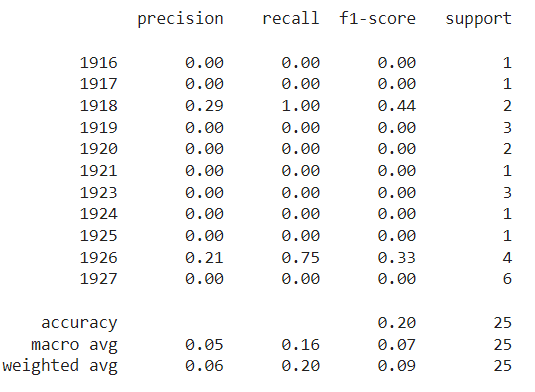 precision recall f1-score support
1916 0.00 0.00 0.00 1
1917 0.00 0.00 0.00 1
1918 0.29 1.00 0.44 2
1919 0.00 0.00 0.00 3
1920 0.00 0.00 0.00 2
1921 0.00 0.00 0.00 1
1923 0.00 0.00 0.00 3
1924 0.00 0.00 0.00 1
1925 0.00 0.00 0.00 1
1926 0.21 0.75 0.33 4
1927 0.00 0.00 0.00 6
accuracy 0.20 25
macro avg 0.05 0.16 0.07 25
weighted avg 0.06 0.20 0.09 25